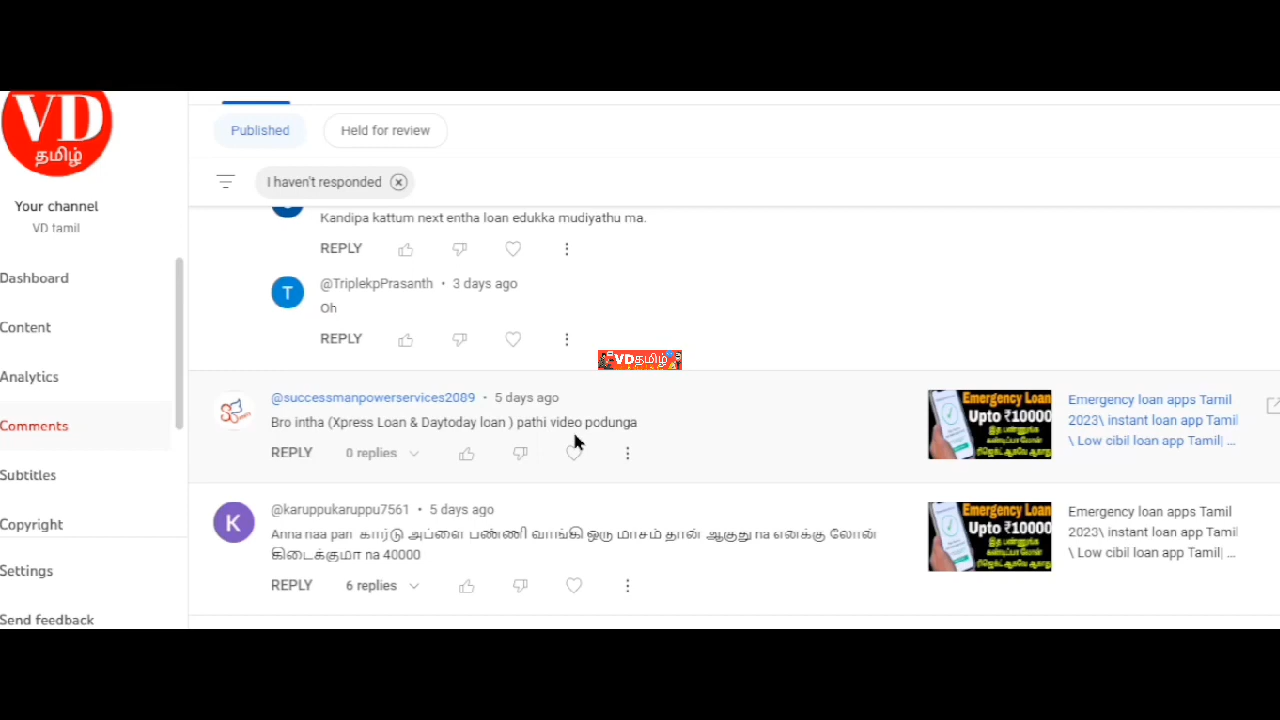 VD
தமிழ்
Your channel
VD tamil
Dashboard
Content
Analytics
Comments
Subtitles
Copyright
Settings
Send feedback
Published
Held for review
I haven't responded
Kandipa kattum next entha loan edukka mudiyathu ma.
REPLY
T
@TriplekpPrasanth • 3 days ago
Oh
REPLY
VDதமிழ்
@successmanpowerservices2089 • 5 days ago
Bro intha (Xpress Loan & Daytoday loan ) pathi video podunga
REPLY 0 replies
Emergency Loan
Upto ₹10000
Emergency loan apps Tamil
2023\ instant loan app Tamil
\ Low cibil loan app Tamil| ...
K
@karuppukaruppu7561 • 5 days ago
Anna naa pan கார்டு அப்ளை பண்ணி வாங்கி ஒரு மாசம் தான் ஆகுது na எனக்கு லோன்
கிடைக்குமா na 40000
REPLY 6 replies
Emergency Loan
Upto ₹10000
Emergency loan apps Tamil
2023\ instant loan app Tamil
\ Low cibil loan app Tamil| ...